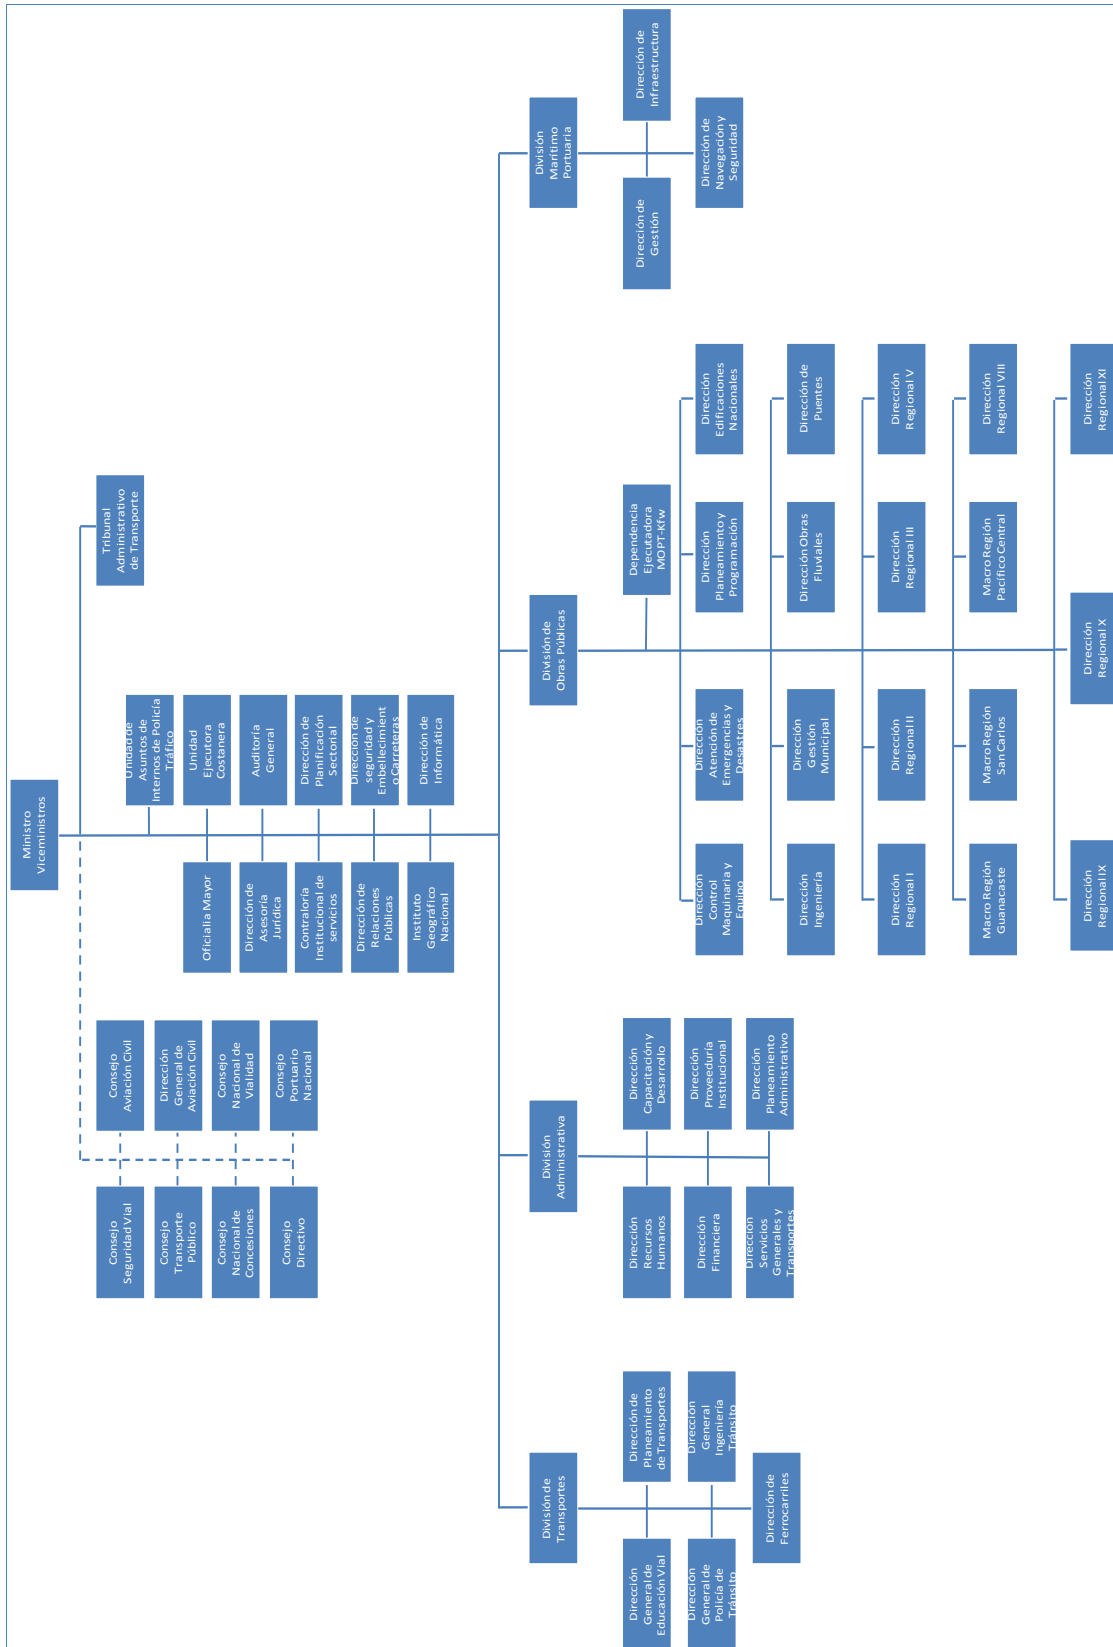 Ministro
Viceministros
Tribunal
Administrativo
de Transporte
Consejo
Seguridad Vial
Consejo
Aviación Civil
Consejo
Transporte
Público
Dirección
General de
Aviación Civil
Consejo
Nacional de
Concesiones
Consejo
Nacional de
Vialidad
Consejo
Directivo
Consejo
Portuario
Nacional
Unidad de
Asuntos de
Internos de Policía
Tráfico
Oficialia Mayor
Unidad
Ejecutora
Costanera
Dirección de
Asesoría
Jurídica
Auditoría
General
Contraloría
Institucional de
servicios
Dirección de
Planificación
Sectorial
Dirección de
Relaciones
Públicas
Dirección de
seguridad y
Embellecimient
o Carreteras
Instituto
Geográfico
Nacional
Dirección de
Informática
División de
Transportes
Dirección
General de
Educación Vial
Dirección de
Planeamiento
de Transportes
Dirección
General de
Policía de
Tránsito
Dirección
General
Ingeniería
Tránsito
Dirección de
Ferrocarriles
División
Administrativa
Dirección
Recursos
Humanos
Dirección
Capacitación y
Desarrollo
Dirección
Financiera
Dirección
Proveeduría
Institucional
Dirección
Servicios
Generales y
Transportes
Dirección
Planeamiento
Administrativo
División de
Obras Públicas
Dependencia
Ejecutadora
MOPT-Kfw
Dirección
Control
Maquinaria y
Equipo
Dirección
Atención de
Emergencias y
Desastres
Dirección
Planeamiento y
Programación
Dirección
Edificaciones
Nacionales
Dirección
Ingeniería
Dirección
Gestión
Municipal
Dirección Obras
Fluviales
Dirección de
Puentes
Dirección
Regional I
Dirección
Regional II
Dirección
Regional III
Dirección
Regional V
Macro Región
Guanacaste
Macro Región
San Carlos
Macro Región
Pacífico Central
Dirección
Regional VIII
Dirección
Regional IX
Dirección
Regional X
Dirección
Regional XI
División
Marítimo
Portuaria
Dirección de
Gestión
Dirección de
Infraestructura
Dirección de
Navegación y
Seguridad